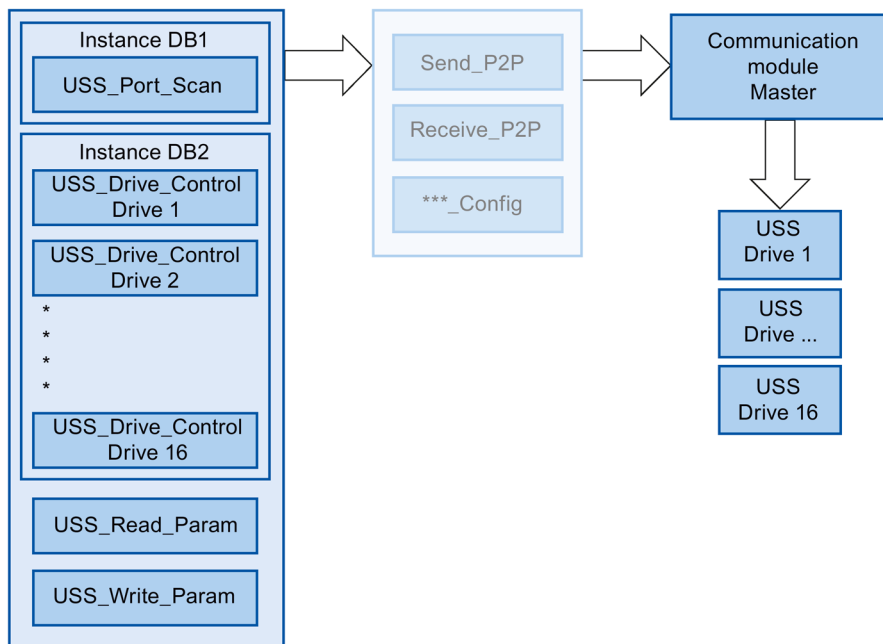 Instance DB1
USS_Port_Scan
Instance DB2
USS_Drive_Control
Drive 1
USS_Drive_Control
Drive 2
*
*
*
*
USS_Drive_Control
Drive 16
USS_Read_Param
USS_Write_Param
Send_P2P
Receive_P2P
***_Config
Communication
module
Master
USS
Drive 1
USS
Drive ...
USS
Drive 16